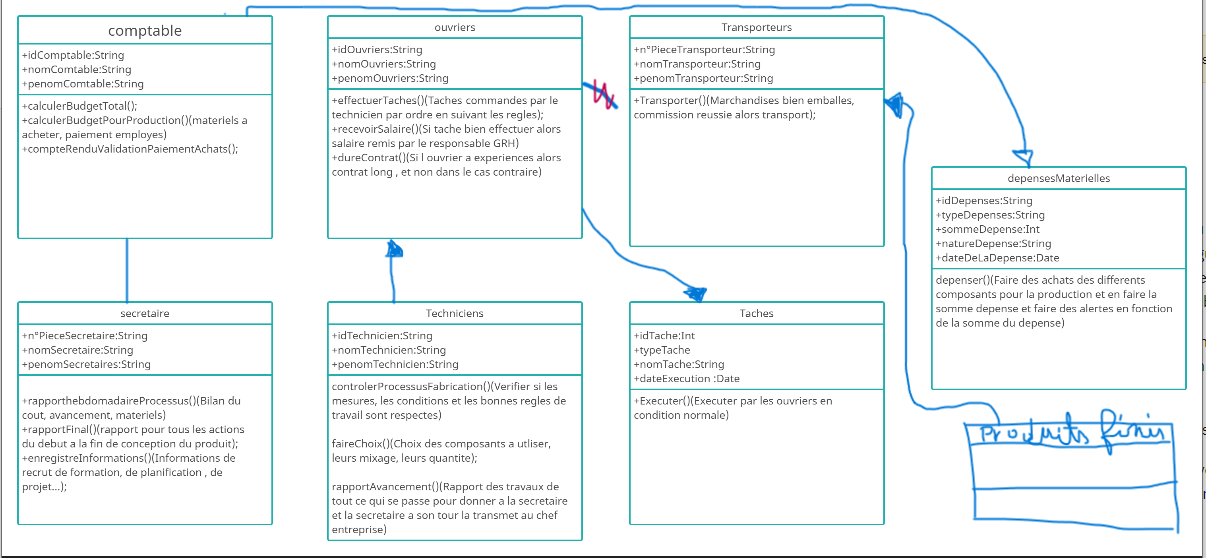 comptable
+idComptable:String
+nomComtable:String
+penomComtable:String
+calculerBudgetTotal();
+calculerBudgetPourProduction()(materiels a
acheter, paiement employes)
+compteRenduValidationPaiementAchats();
ouvriers
+idOuvriers:String
+nomOuvriers:String
+penomOuvriers:String
+effectuerTaches()(Taches commandes par le
technicien par ordre en suivant les regles);
+recevoirSalaire()(Si tache bien effectuer alors
salaire remis par le responsable GRH)
+dureContrat()(Si l ouvrier a experiences alors
contrat long , et non dans le cas contraire)
Transporteurs
+n°PieceTransporteur:String
+nomTransporteur:String
+penomTransporteur:String
+Transporter()(Marchandises bien emballes,
commission reussie alors transport);
depensesMaterielles
+idDepenses:String
+typeDepenses:String
+sommeDepense:Int
+natureDepense:String
+dateDeLaDepense:Date
depenser()(Faire des achats des differents
composants pour la production et en faire la
somme depense et faire des alertes en fonction
de la somme du depense)
secretaire
+n°PieceSecretaire:String
+nomSecretaire:String
+penomSecretaires:String
+rapporthebdomadaireProcessus()(Bilan du
cout, avancement, materiels)
+rapportFinal()(rapport pour tous les actions
du debut a la fin de conception du produit);
+enregistreInformations()(Informations de
recrut de formation, de planification , de
projet...);
Techniciens
+idTechnicien:String
+nomTechnicien:String
+penomTechnicien:String
controlerProcessusFabrication()(Verifier si les
mesures, les conditions et les bonnes regles de
travail sont respectes)
faireChoix()(Choix des composants a utliser,
leurs mixage, leurs quantite);
rapportAvancement()(Rapport des travaux de
tout ce qui se passe pour donner a la secretaire
et la secretaire a son tour la transmet au chef
entreprise)
Taches
+idTache:Int
+typeTache
+nomTache:String
+dateExecution :Date
+Executer()(Executer par les ouvriers en
condition normale)
Produits finis